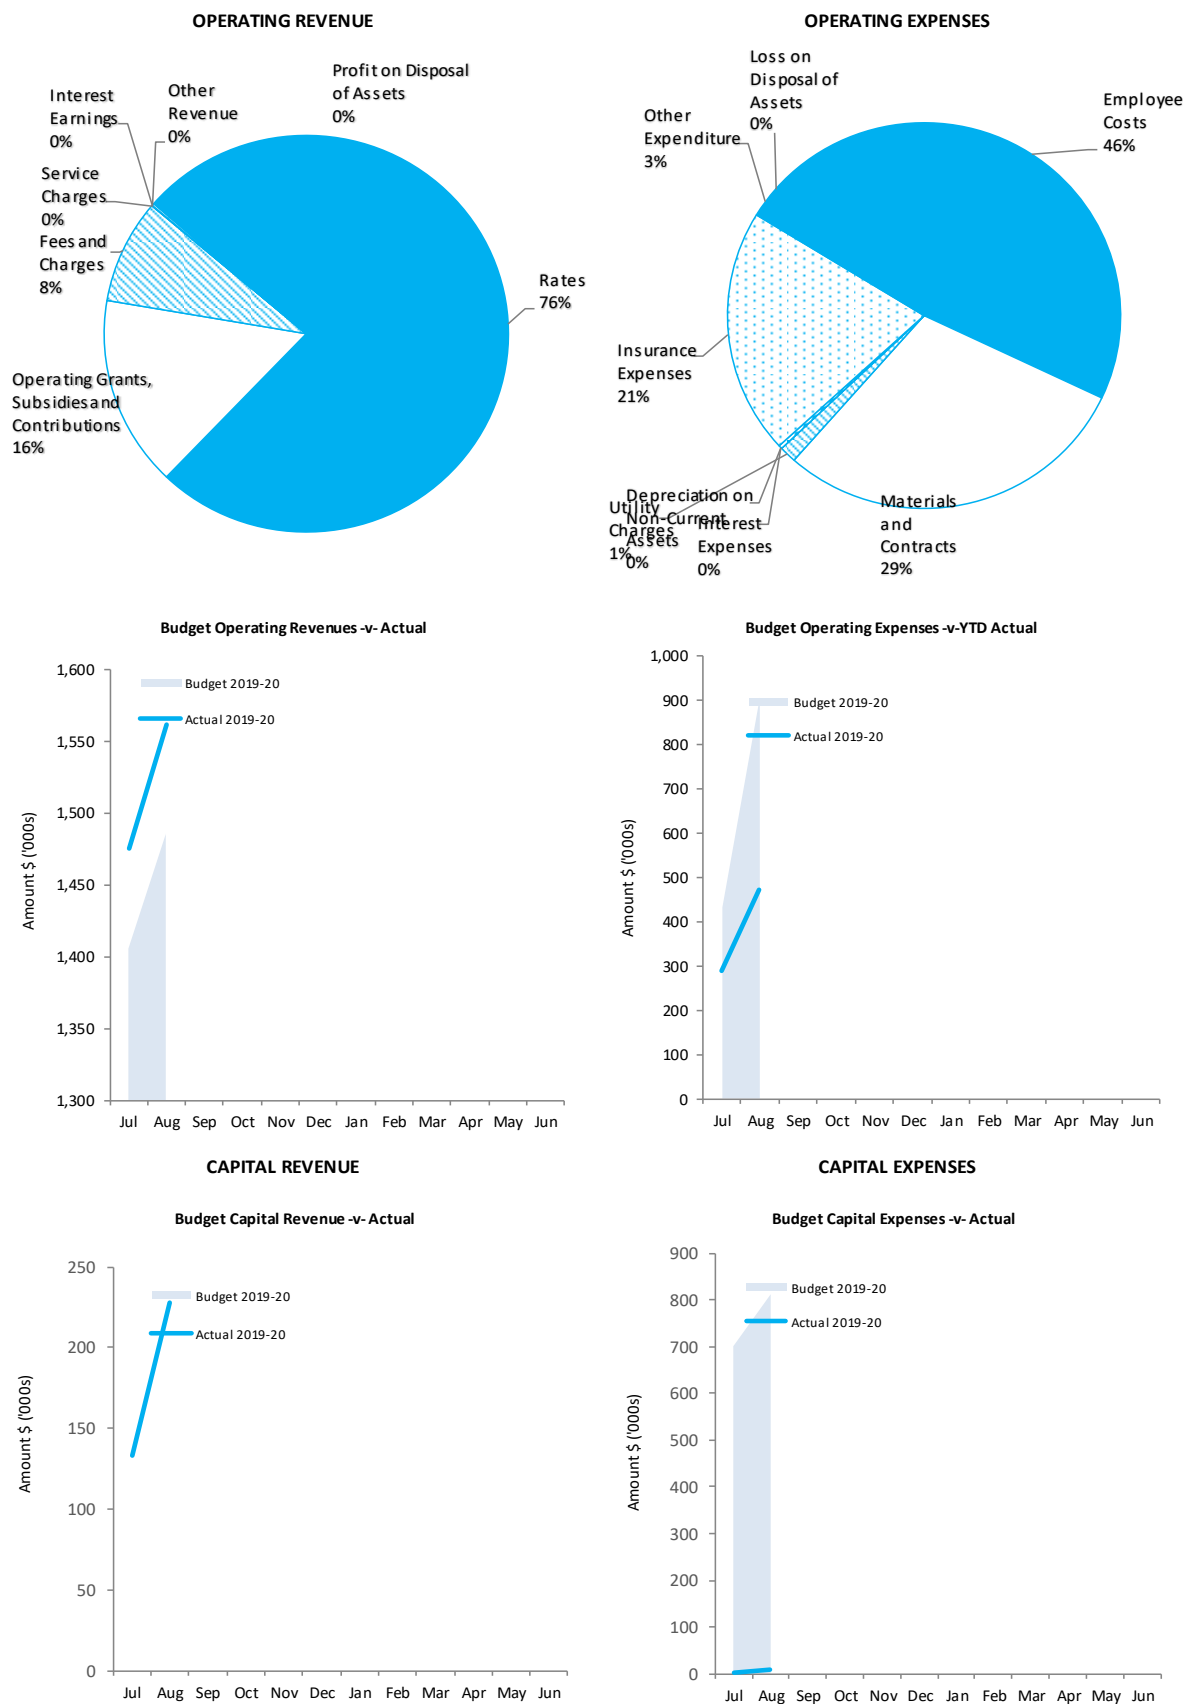 OPERATING REVENUE
Interest
Earnings
0%
Other
Revenue
0%
Profit on Disposal
of Assets
0%
Service
Charges
0%
Fees and
Charges
8%
Rates
76%
Operating Grants,
Subsidies and
Contributions
16%
OPERATING EXPENSES
Loss on
Disposal of
Assets
0%
Other
Expenditure
3%
Employee
Costs
46%
Insurance
Expenses
21%
Depreciation on
Non-Current
Assets
0%
Utility
Charges
1%
Interest
Expenses
0%
Materials
and
Contracts
29%
Budget Operating Revenues -v- Actual
Amount $ ('000s)
1,600
1,550
1,500
1,450
1,400
1,350
1,300
Budget 2019-20
Actual 2019-20
Jul Aug Sep Oct Nov Dec Jan Feb Mar Apr May Jun
Budget Operating Expenses -v-YTD Actual
Amount $ ('000s)
1,000
900
800
700
600
500
400
300
200
100
0
Budget 2019-20
Actual 2019-20
Jul Aug Sep Oct Nov Dec Jan Feb Mar Apr May Jun
CAPITAL REVENUE
Budget Capital Revenue -v- Actual
Amount $ ('000s)
250
200
150
100
50
0
Budget 2019-20
Actual 2019-20
Jul Aug Sep Oct Nov Dec Jan Feb Mar Apr May Jun
CAPITAL EXPENSES
Budget Capital Expenses -v- Actual
Amount $ ('000s)
900
800
700
600
500
400
300
200
100
0
Budget 2019-20
Actual 2019-20
Jul Aug Sep Oct Nov Dec Jan Feb Mar Apr May Jun